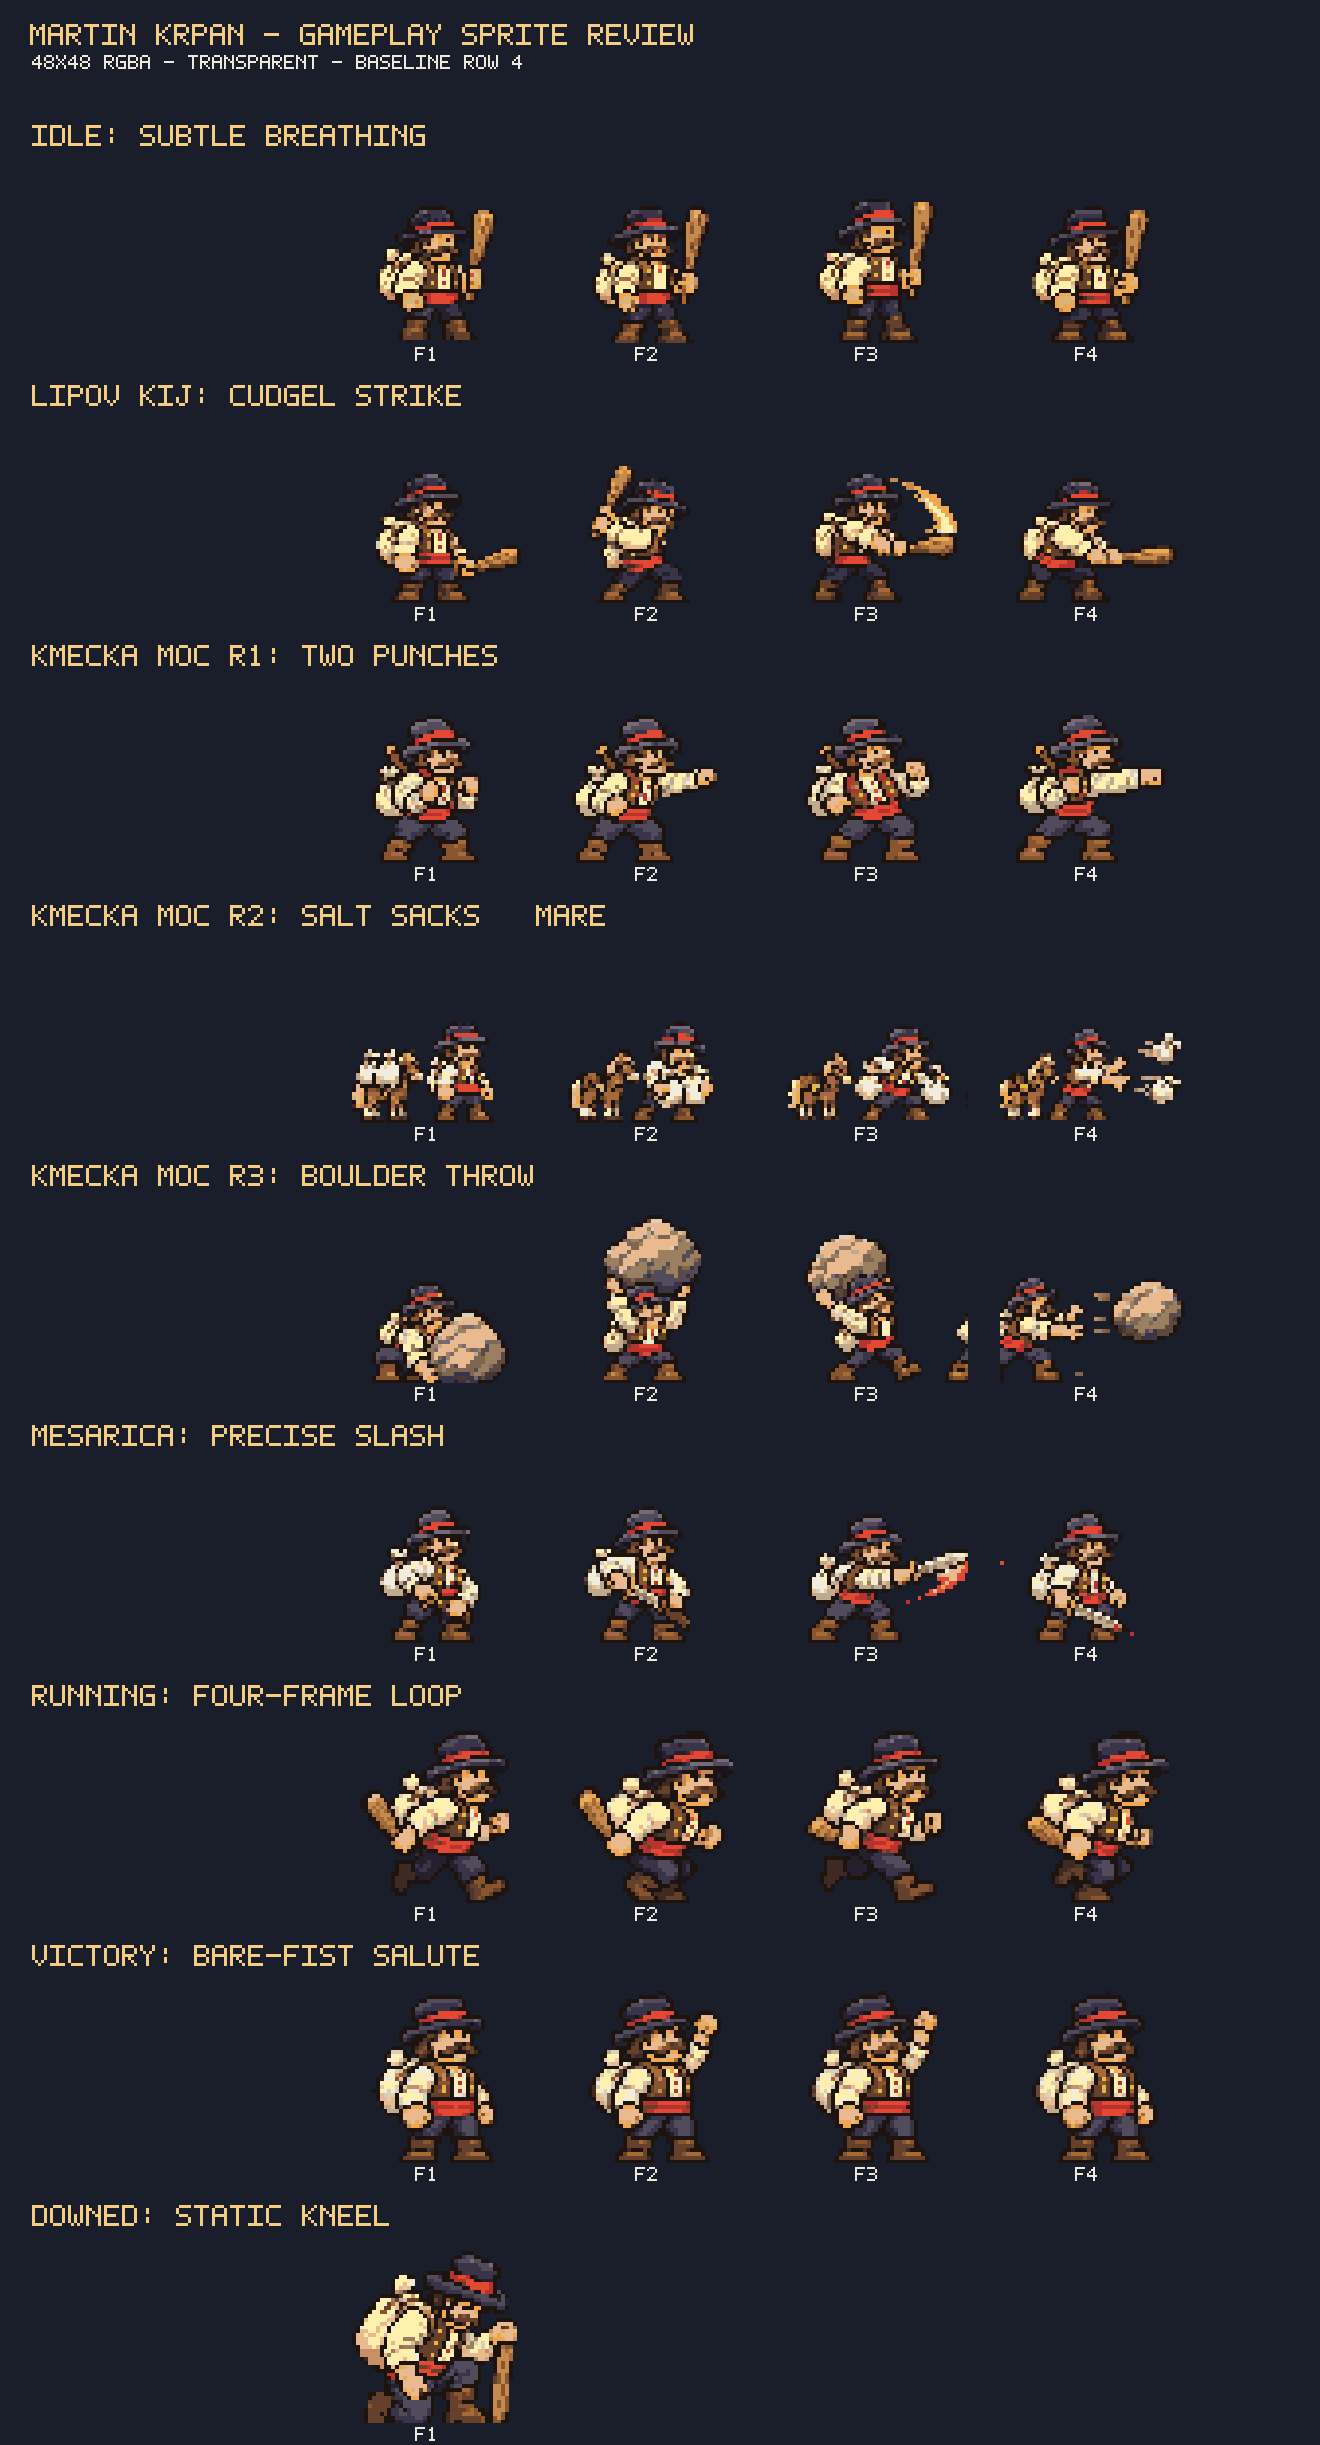 MARTIN KRPAN - GAMEPLAY SPRITE REVIEW
48X48 RGBA - TRANSPARENT - BASELINE ROW 4
IDLE: SUBTLE BREATHING
F1 F2 F3 F4
LIPOV KIJ: CUDGEL STRIKE
F1 F2 F3 F4
KMECKA MOC R1: TWO PUNCHES
F1 F2 F3 F4
KMECKA MOC R2: SALT SACKS MARE
F1 F2 F3 F4
KMECKA MOC R3: BOULDER THROW
F1 F2 F3 F4
MESARICA: PRECISE SLASH
F1 F2 F3 F4
RUNNING: FOUR-FRAME LOOP
F1 F2 F3 F4
VICTORY: BARE-FIST SALUTE
F1 F2 F3 F4
DOWNED: STATIC KNEEL
F1